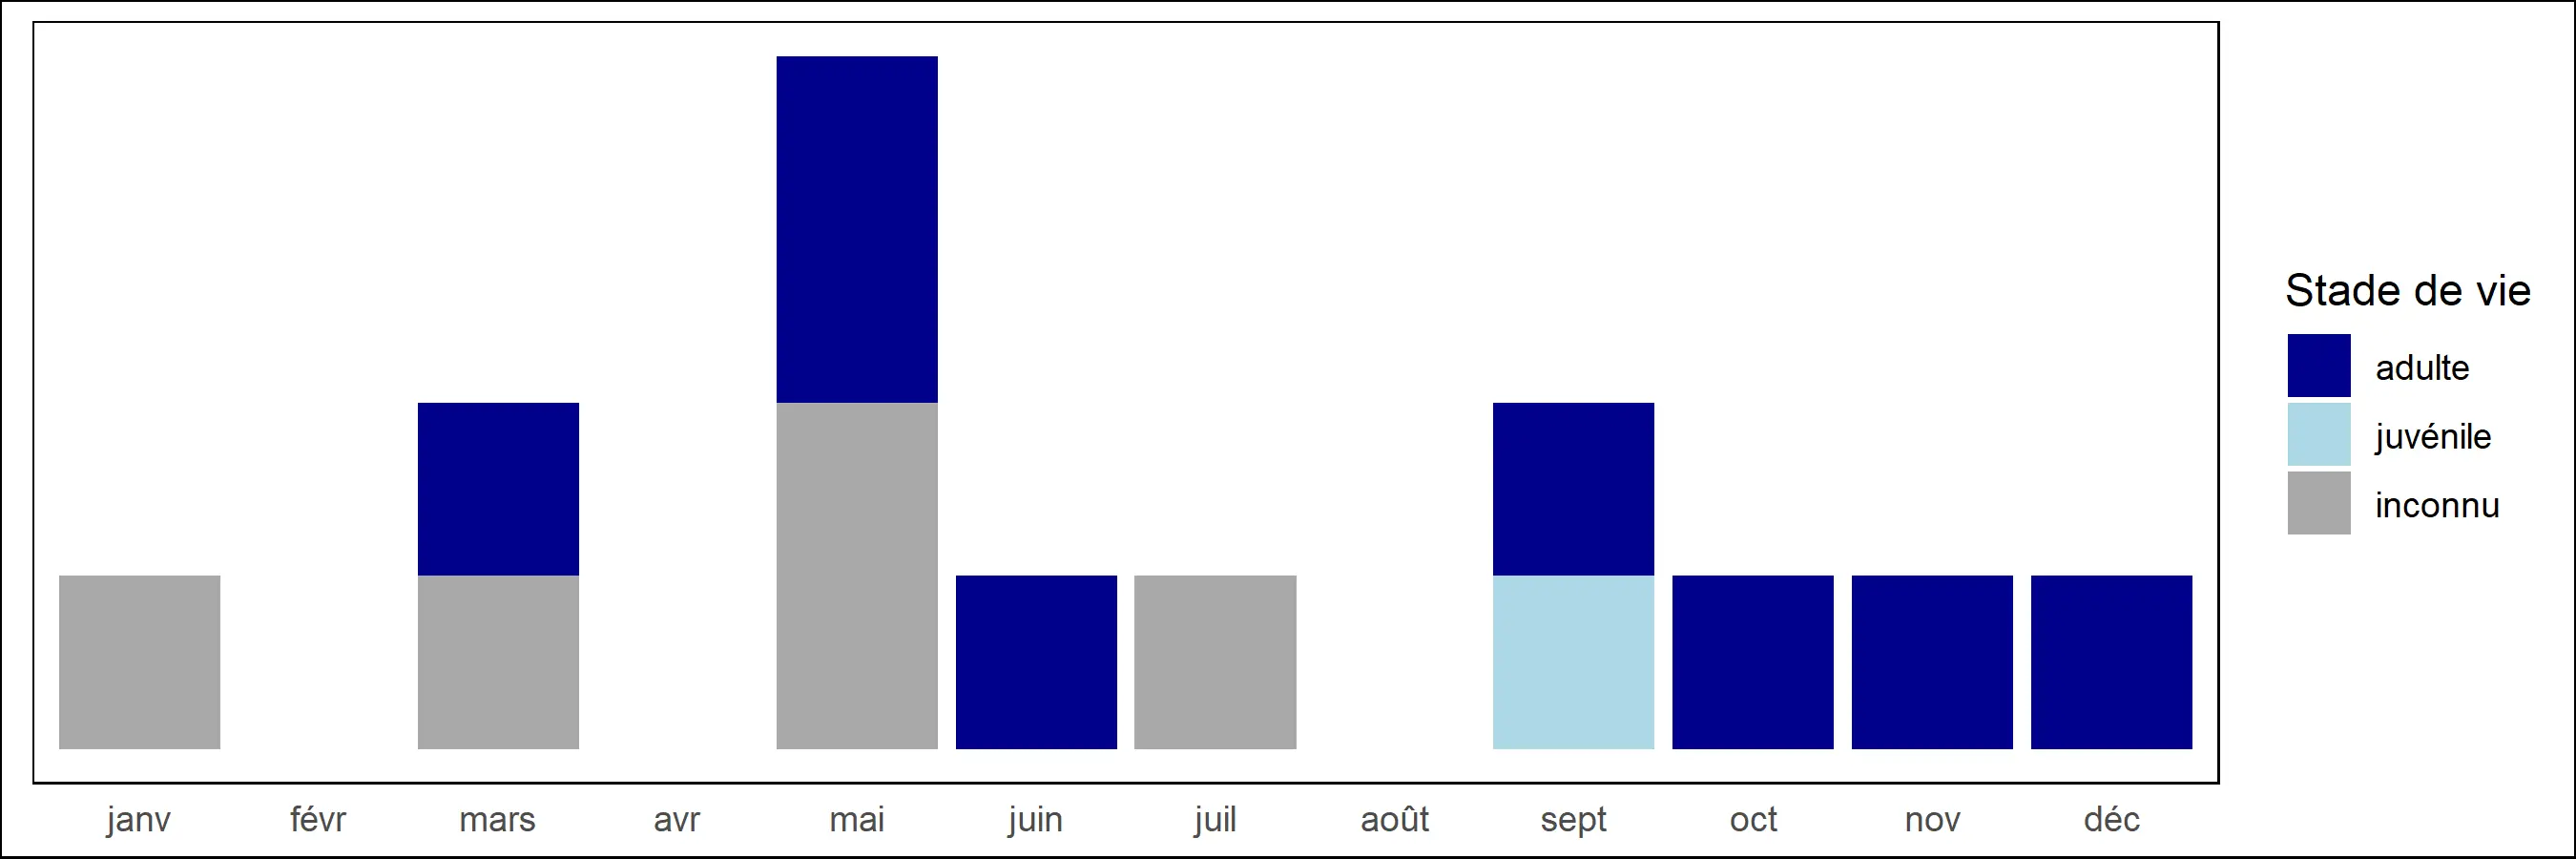 Stade de vie
adulte
juvénile
inconnu
janv févr mars avr mai juin juil août sept oct nov déc